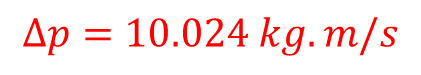 Δp = 10.024 kg.m/s